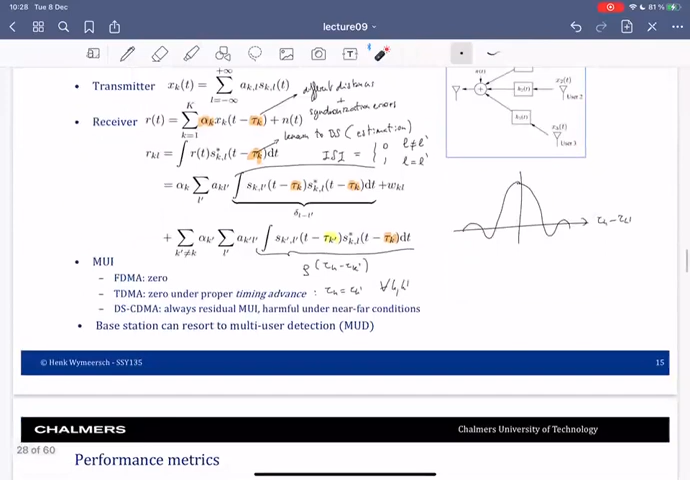 10:28 Tue 8 Dec
81 %
lecture09
+∞
• Transmitter x_k(t) = ∑ a_{k,l} s_{k,l}(t)
l=−∞
different distances
+
synchronization errors
K
• Receiver r(t) = ∑ α_k x_k(t − τ_k) + n(t)
k=1
known to BS (estimation)
r_{kl} = ∫ r(t) s*_{k,l}(t − τ_k) dt
ISI = { 0 l≠l'
1 l=l'
= α_k ∑_{l'} a_{kl'} ∫ s_{k,l'}(t − τ_k) s*_{k,l}(t − τ_k) dt + w_{kl}
δ_{l−l'}
+ ∑_{k'≠k} α_{k'} ∑_{l'} a_{k'l'} ∫ s_{k',l'}(t − τ_{k'}) s*_{k,l}(t − τ_k) dt
ρ(τ_k − τ_{k'})
• MUI
– FDMA: zero
– TDMA: zero under proper timing advance : τ_k = τ_{k'} ∀ k,k'
– DS-CDMA: always residual MUI, harmful under near-far conditions
• Base station can resort to multi-user detection (MUD)
n(t)
x_2(t)
h_2(t)
User 2
h_3(t)
x_3(t)
User 3
τ_k − τ_{k'}
© Henk Wymeersch - SSY135
15
CHALMERS
Chalmers University of Technology
28 of 60
Performance metrics